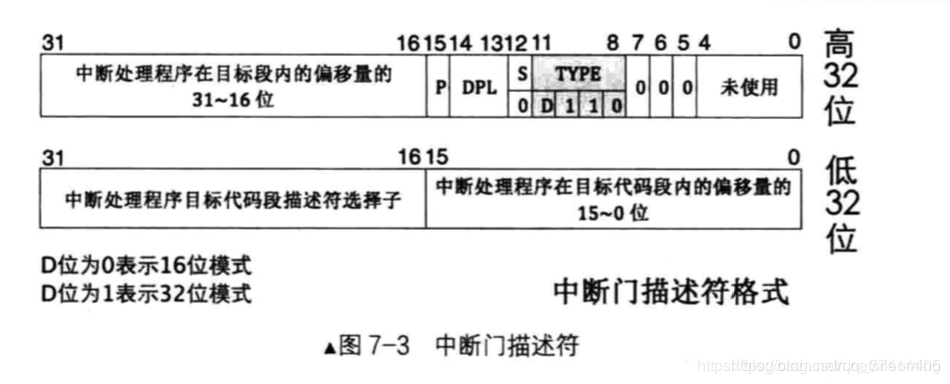 31 16 15 14 13 12 11 8 7 6 5 4 0
中断处理程序在目标段内的偏移量的
31~16 位
P DPL S TYPE 0 0 0 未使用
0 D 1 1 0
高
32
位
31 16 15 0
中断处理程序目标代码段描述符选择子
中断处理程序在目标代码段内的偏移量的
15~0 位
低
32
位
D位为0表示16位模式
D位为1表示32位模式
中断门描述符格式
▲图 7-3 中断门描述符